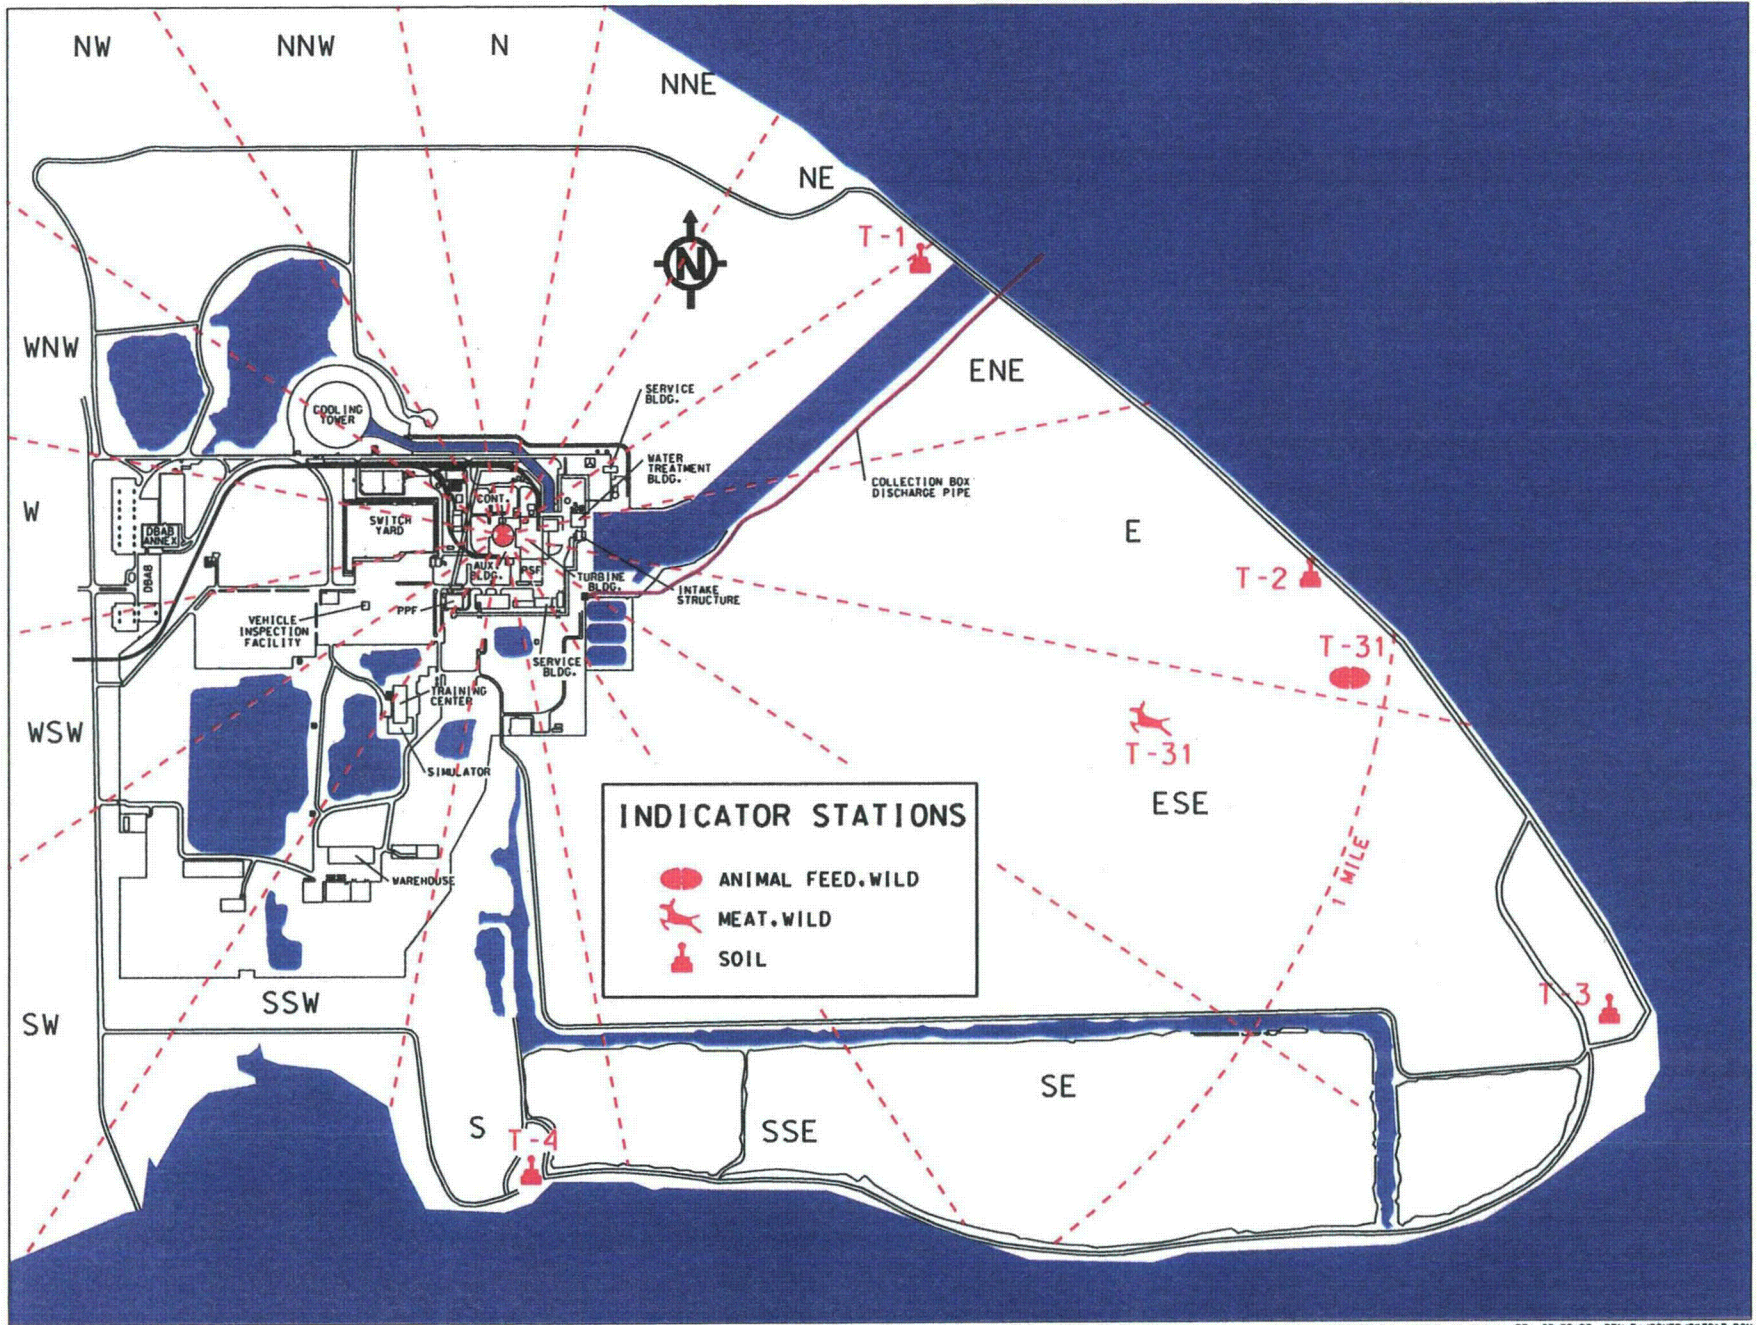 NW
NNW
N
NNE
NE
T-1
N
WNW
ENE
SERVICE
BLDG.
COOLING
TOWER
WATER
TREATMENT
BLDG.
COLLECTION BOX
DISCHARGE PIPE
W
CONT.
SWITCH
YARD
E
DBAB
ANNEX
DBAB
AUX.
BLDG.
TURBINE
BLDG.
T-2
INTAKE
STRUCTURE
PPF
VEHICLE
INSPECTION
FACILITY
T-31
SERVICE
BLDG.
TRAINING
CENTER
WSW
T-31
SIMULATOR
ESE
INDICATOR STATIONS
ANIMAL FEED.WILD
MEAT.WILD
SOIL
1 MILE
WAREHOUSE
SSW
T-3
SW
SE
S
T-4
SSE